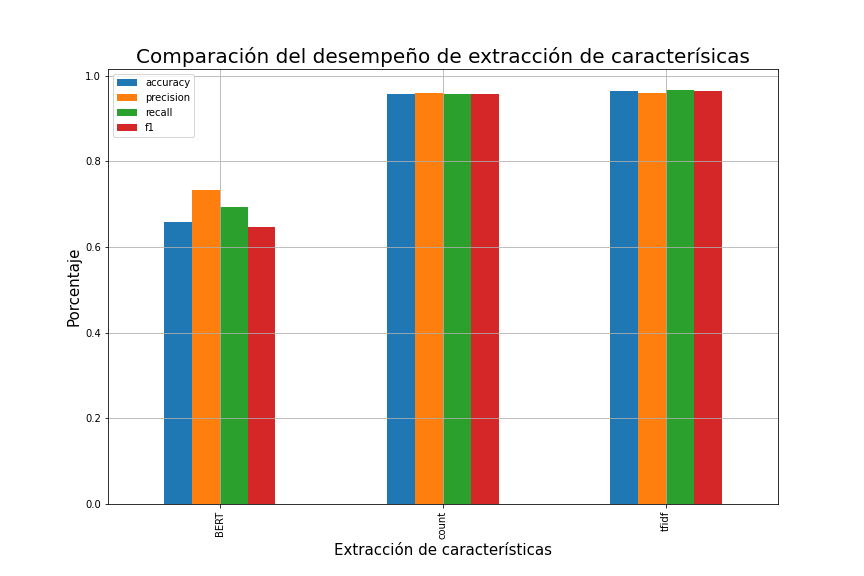 Comparación del desempeño de extracción de caracterísicas
accuracy
precision
recall
f1
1.0
0.8
0.6
0.4
0.2
0.0
Porcentaje
BERT
count
tfidf
Extracción de características